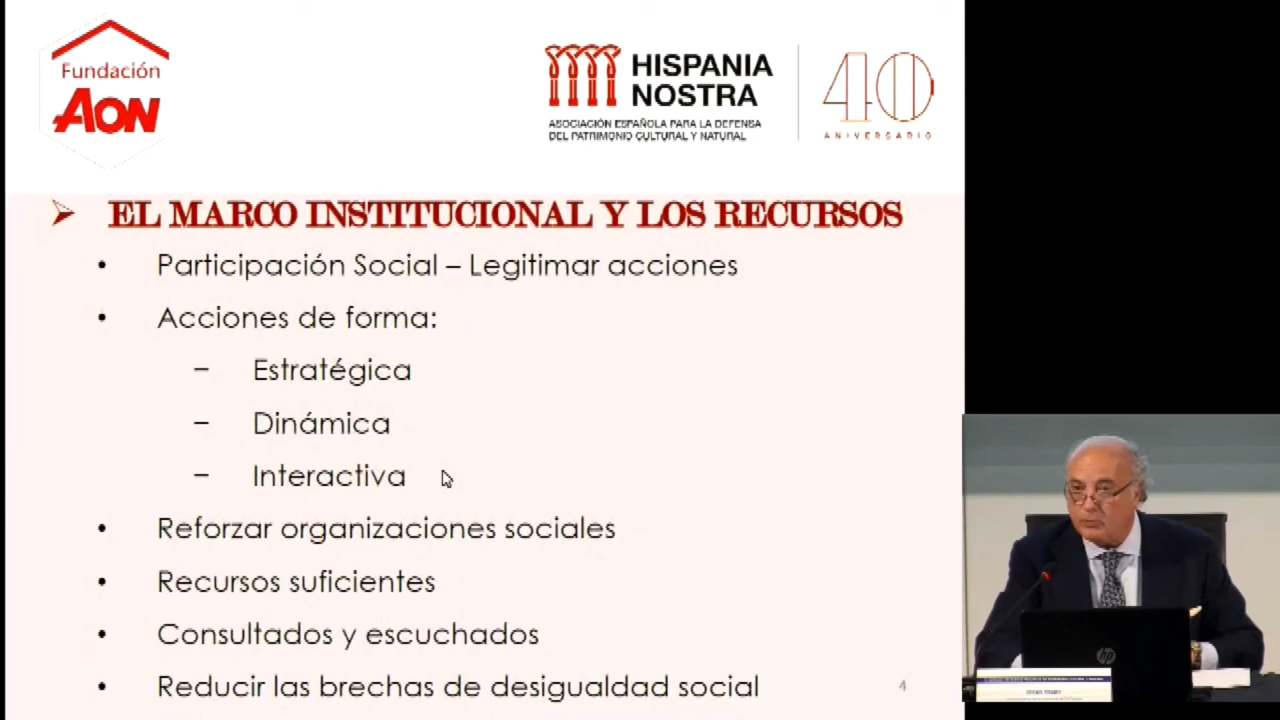 Fundación
AON
HISPANIA
NOSTRA
ASOCIACIÓN ESPAÑOLA PARA LA DEFENSA
DEL PATRIMONIO CULTURAL Y NATURAL
40
ANIVERSARIO
➢ EL MARCO INSTITUCIONAL Y LOS RECURSOS
• Participación Social – Legitimar acciones
• Acciones de forma:
– Estratégica
– Dinámica
– Interactiva
• Reforzar organizaciones sociales
• Recursos suficientes
• Consultados y escuchados
• Reducir las brechas de desigualdad social
4
hp